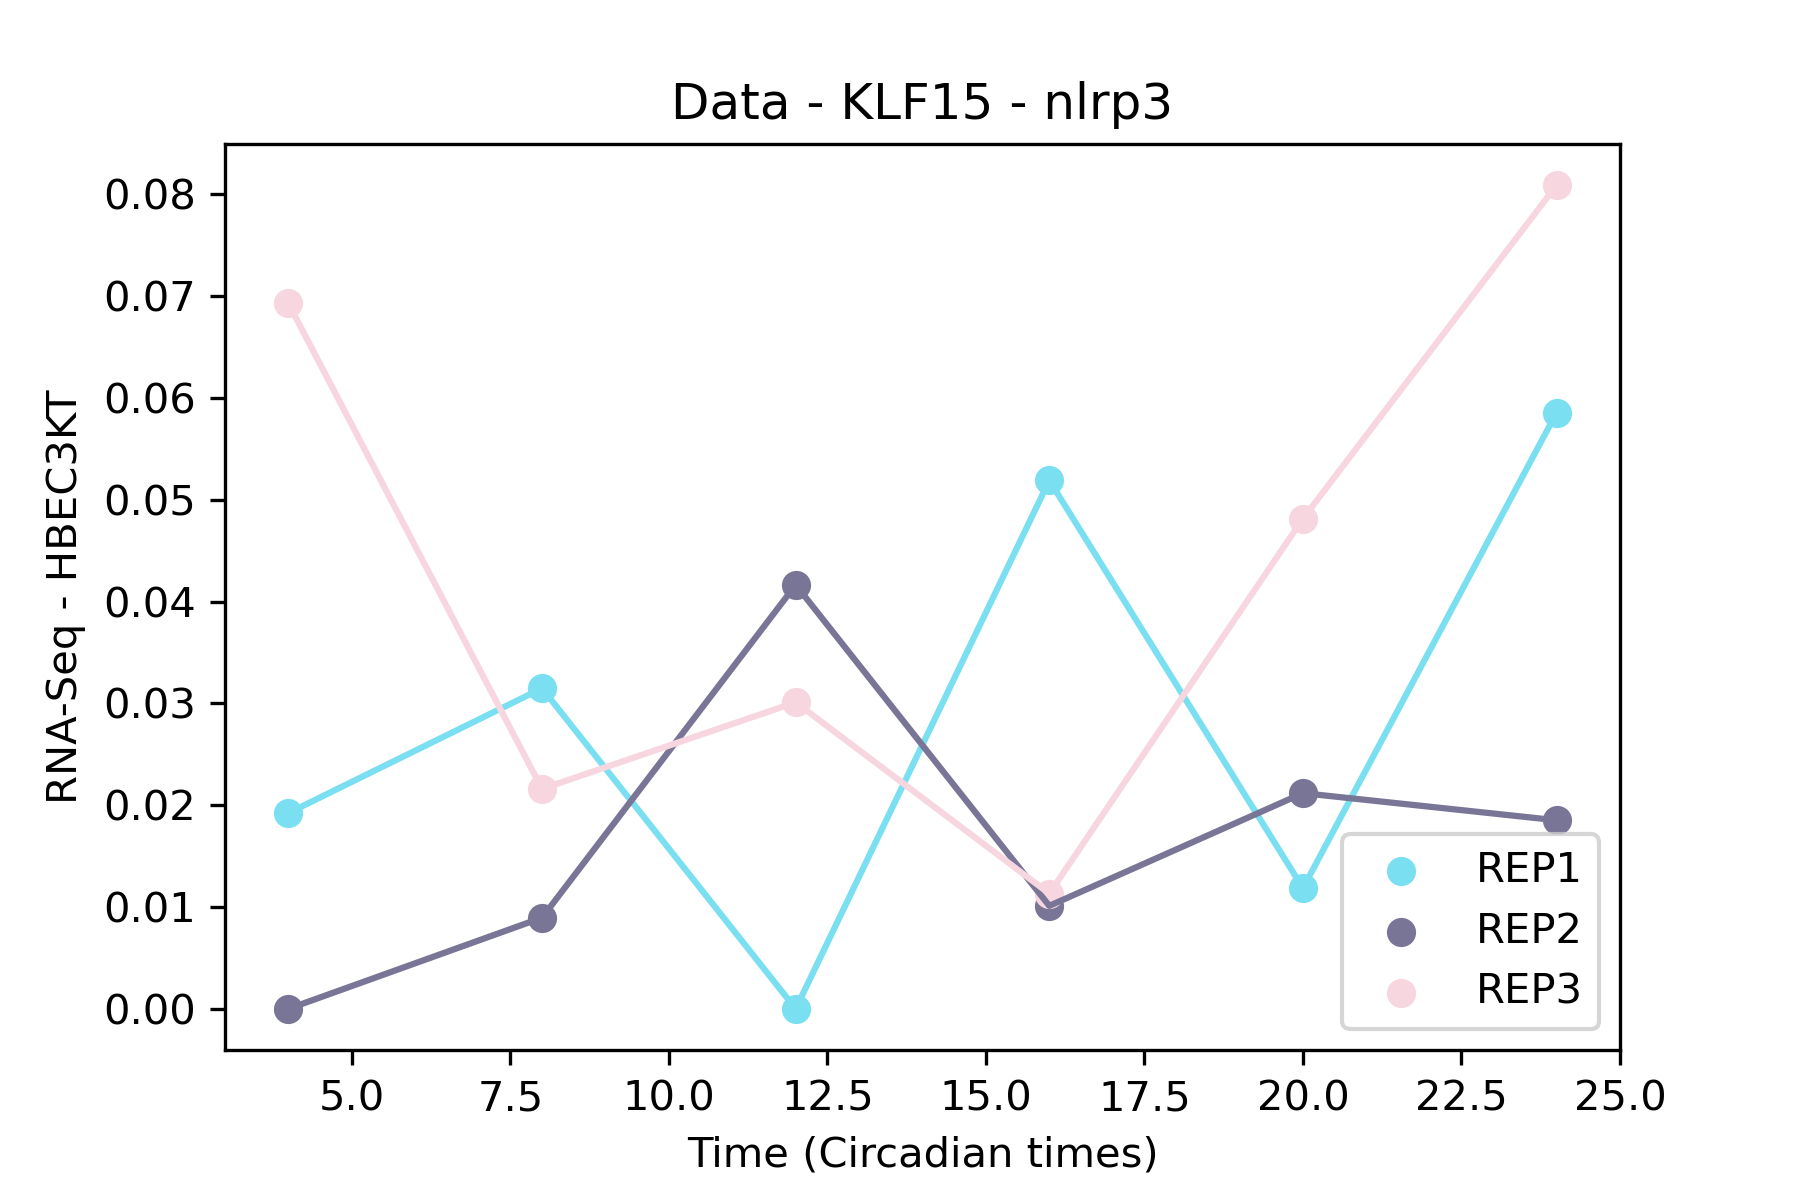 Data - KLF15 - nlrp3
RNA-Seq - HBEC3KT
0.08
0.07
0.06
0.05
0.04
0.03
0.02
0.01
0.00
REP1
REP2
REP3
5.0 7.5 10.0 12.5 15.0 17.5 20.0 22.5 25.0
Time (Circadian times)